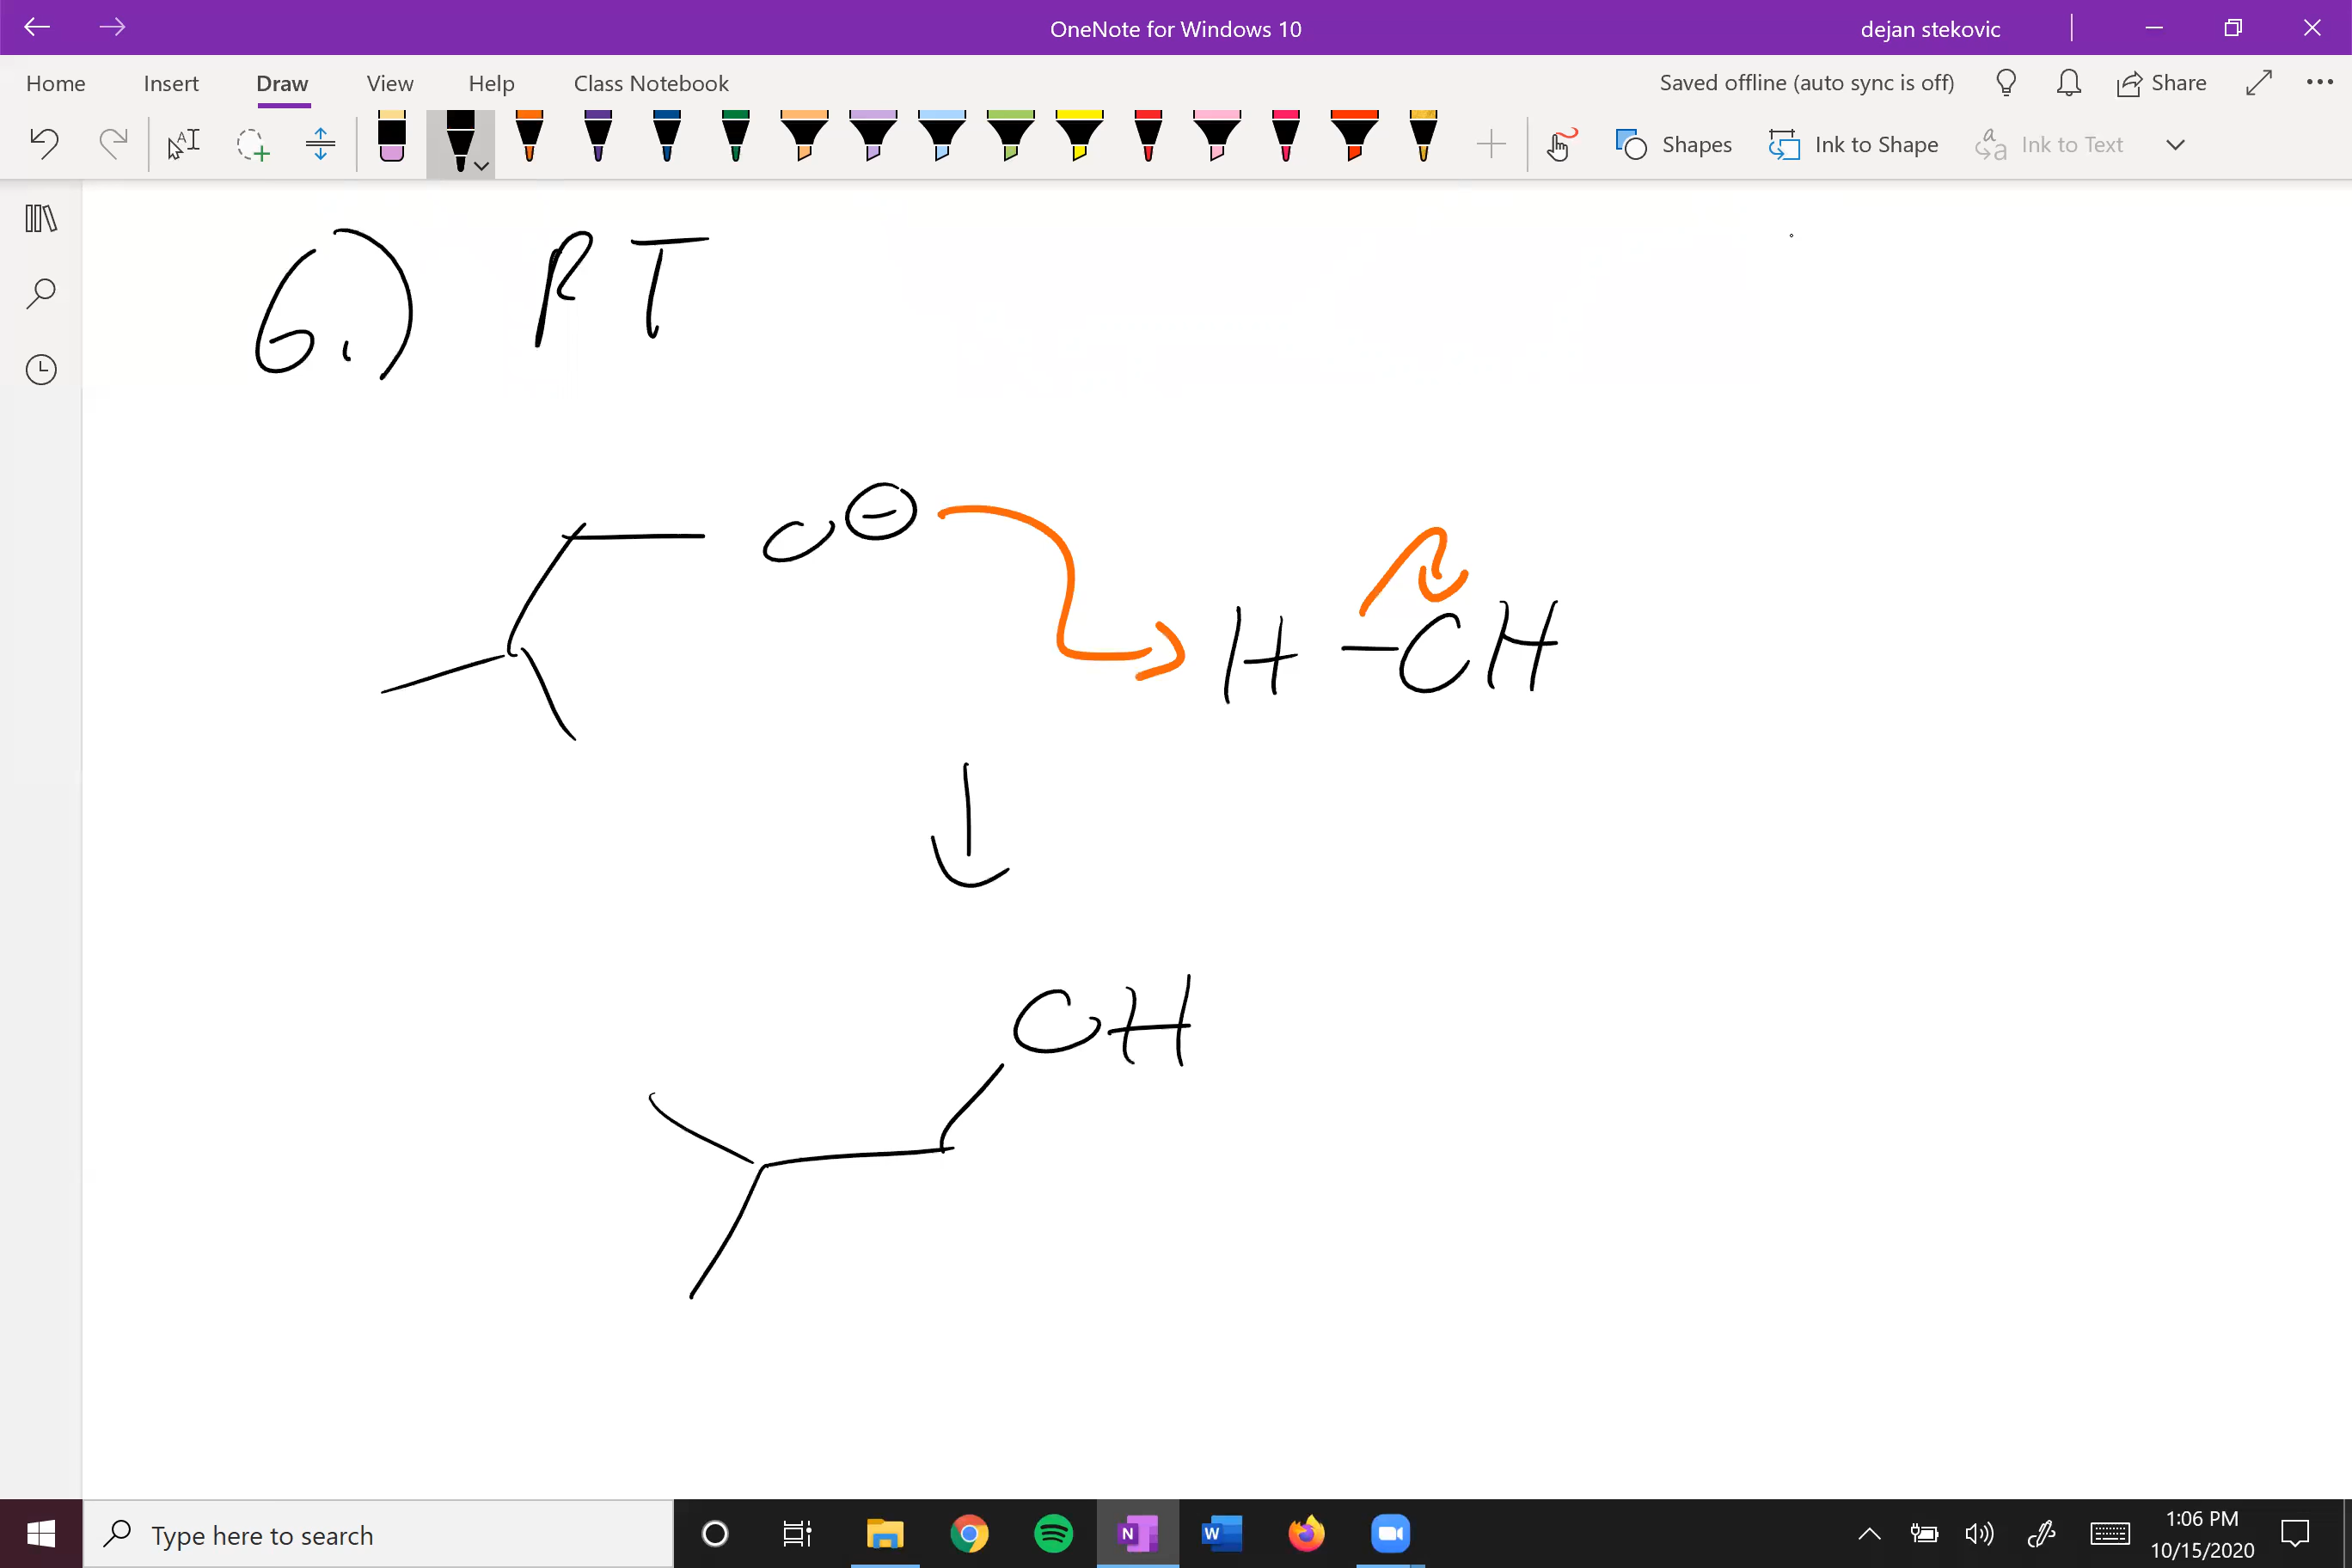 OneNote for Windows 10 dejan stekovic
Home Insert Draw View Help Class Notebook Saved offline (auto sync is off) Share
Shapes Ink to Shape Ink to Text
6.) PT
O⊖
H-OH
OH
Type here to search
1:06 PM
10/15/2020